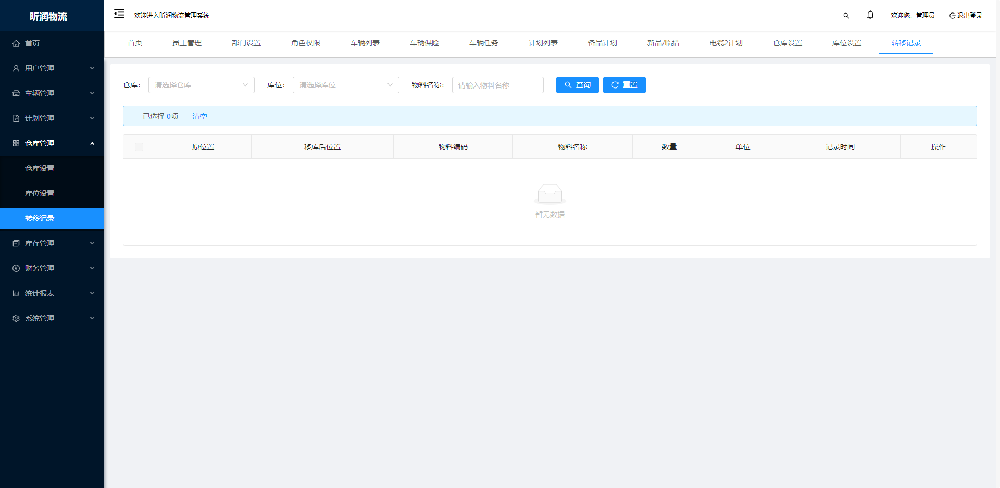 昕润物流
欢迎进入昕润物流管理系统
欢迎您，管理员
退出登录
首页
用户管理
车辆管理
计划管理
仓库管理
仓库设置
库位设置
转移记录
库存管理
财务管理
统计报表
系统管理
首页 员工管理 部门设置 角色权限 车辆列表 车辆保险 车辆任务 计划列表 备品计划 新品/临措 电缆2计划 仓库设置 库位设置 转移记录
仓库： 请选择仓库 库位： 请选择库位 物料名称： 请输入物料名称 查询 重置
已选择 0项 清空
原位置 移库后位置 物料编码 物料名称 数量 单位 记录时间 操作
暂无数据